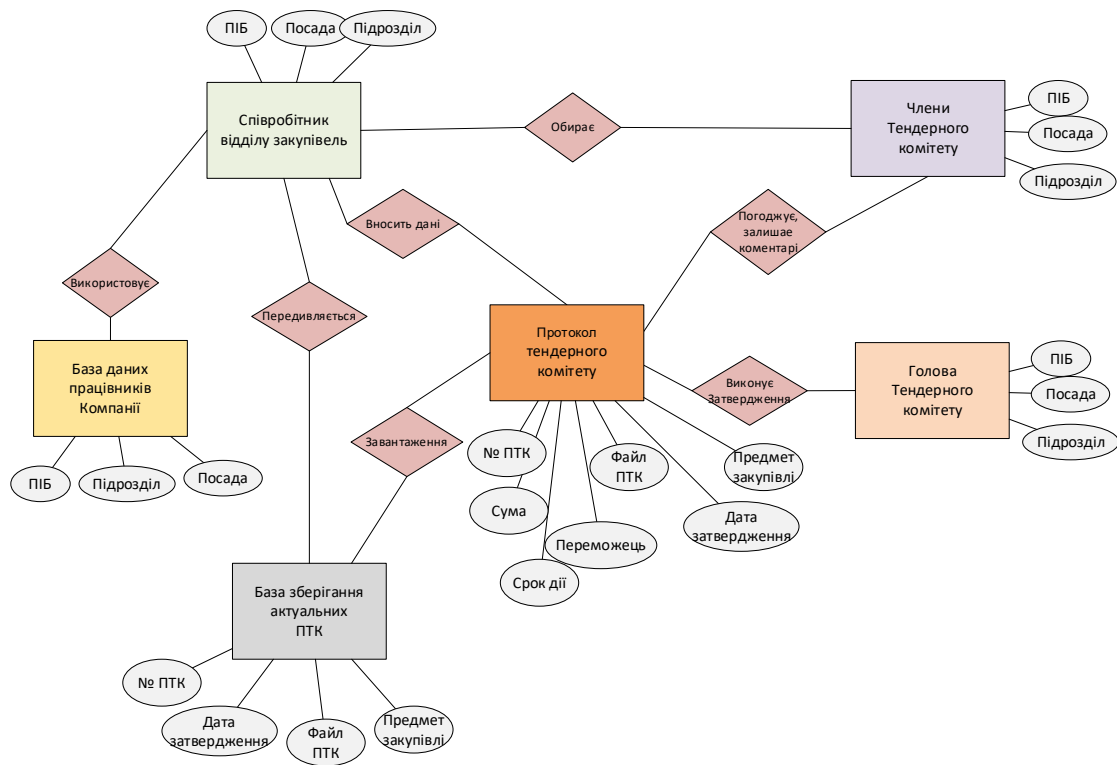 ПІБ
Посада
Підрозділ
Співробітник
відділу закупівель
Обирає
Члени
Тендерного
комітету
ПІБ
Посада
Підрозділ
Вносить дані
Погоджує,
залишає
коментарі
Використовує
Передивляється
База даних
працівників
Компанії
ПІБ
Підрозділ
Посада
Протокол
тендерного
комітету
Виконує
Затвердження
Голова
Тендерного
комітету
ПІБ
Посада
Підрозділ
Завантаження
№ ПТК
Файл
ПТК
Предмет
закупівлі
Сума
Переможець
Дата
затвердження
Срок дії
База зберігання
актуальних
ПТК
№ ПТК
Дата
затвердження
Файл
ПТК
Предмет
закупівлі